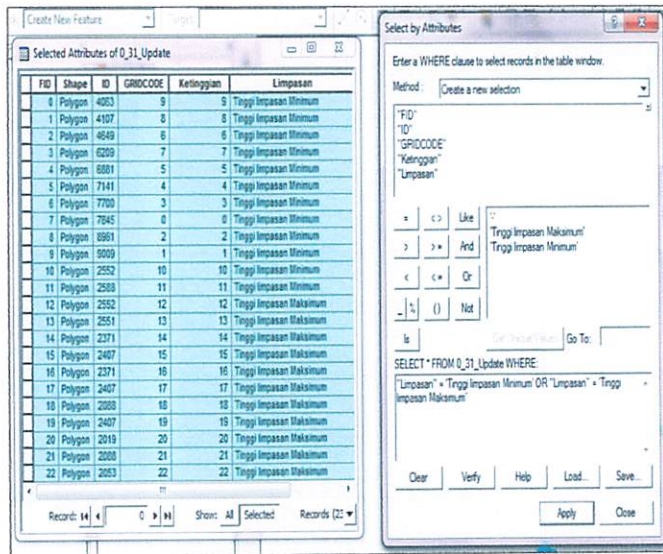 Create New Feature
Target:
Selected Attributes of 0_31_Update
FID Shape ID GRIDCODE Ketinggian Limpasan
0 Polygon 4063 9 9 Tinggi limpasan Minimum
1 Polygon 4107 8 8 Tinggi limpasan Minimum
2 Polygon 4649 6 6 Tinggi limpasan Minimum
3 Polygon 6209 7 7 Tinggi limpasan Minimum
4 Polygon 6881 5 5 Tinggi limpasan Minimum
5 Polygon 7141 4 4 Tinggi limpasan Minimum
6 Polygon 7700 3 3 Tinggi limpasan Minimum
7 Polygon 7845 0 0 Tinggi limpasan Minimum
8 Polygon 8961 2 2 Tinggi limpasan Minimum
9 Polygon 9009 1 1 Tinggi limpasan Minimum
10 Polygon 2552 10 10 Tinggi limpasan Minimum
11 Polygon 2588 11 11 Tinggi limpasan Minimum
12 Polygon 2552 12 12 Tinggi limpasan Maksimum
13 Polygon 2551 13 13 Tinggi limpasan Maksimum
14 Polygon 2371 14 14 Tinggi limpasan Maksimum
15 Polygon 2407 15 15 Tinggi limpasan Maksimum
16 Polygon 2371 16 16 Tinggi limpasan Maksimum
17 Polygon 2407 17 17 Tinggi limpasan Maksimum
18 Polygon 2088 18 18 Tinggi limpasan Maksimum
19 Polygon 2407 19 19 Tinggi limpasan Maksimum
20 Polygon 2019 20 20 Tinggi limpasan Maksimum
21 Polygon 2088 21 21 Tinggi limpasan Maksimum
22 Polygon 2053 22 22 Tinggi limpasan Maksimum
Record: 0 Show: All Selected Records (23
Select by Attributes
Enter a WHERE clause to select records in the table window.
Method : Create a new selection
"FID"
"ID"
"GRIDCODE"
"Ketinggian"
"Limpasan"
= < > Like
> > = And
< < = Or
_ % () Not
Is
''
'Tinggi limpasan Maksimum'
'Tinggi limpasan Minimum'
Get Unique Values Go To:
SELECT * FROM 0_31_Update WHERE:
"Limpasan" = 'Tinggi limpasan Minimum' OR "Limpasan" = 'Tinggi
limpasan Maksimum'
Clear Verify Help Load... Save...
Apply Close